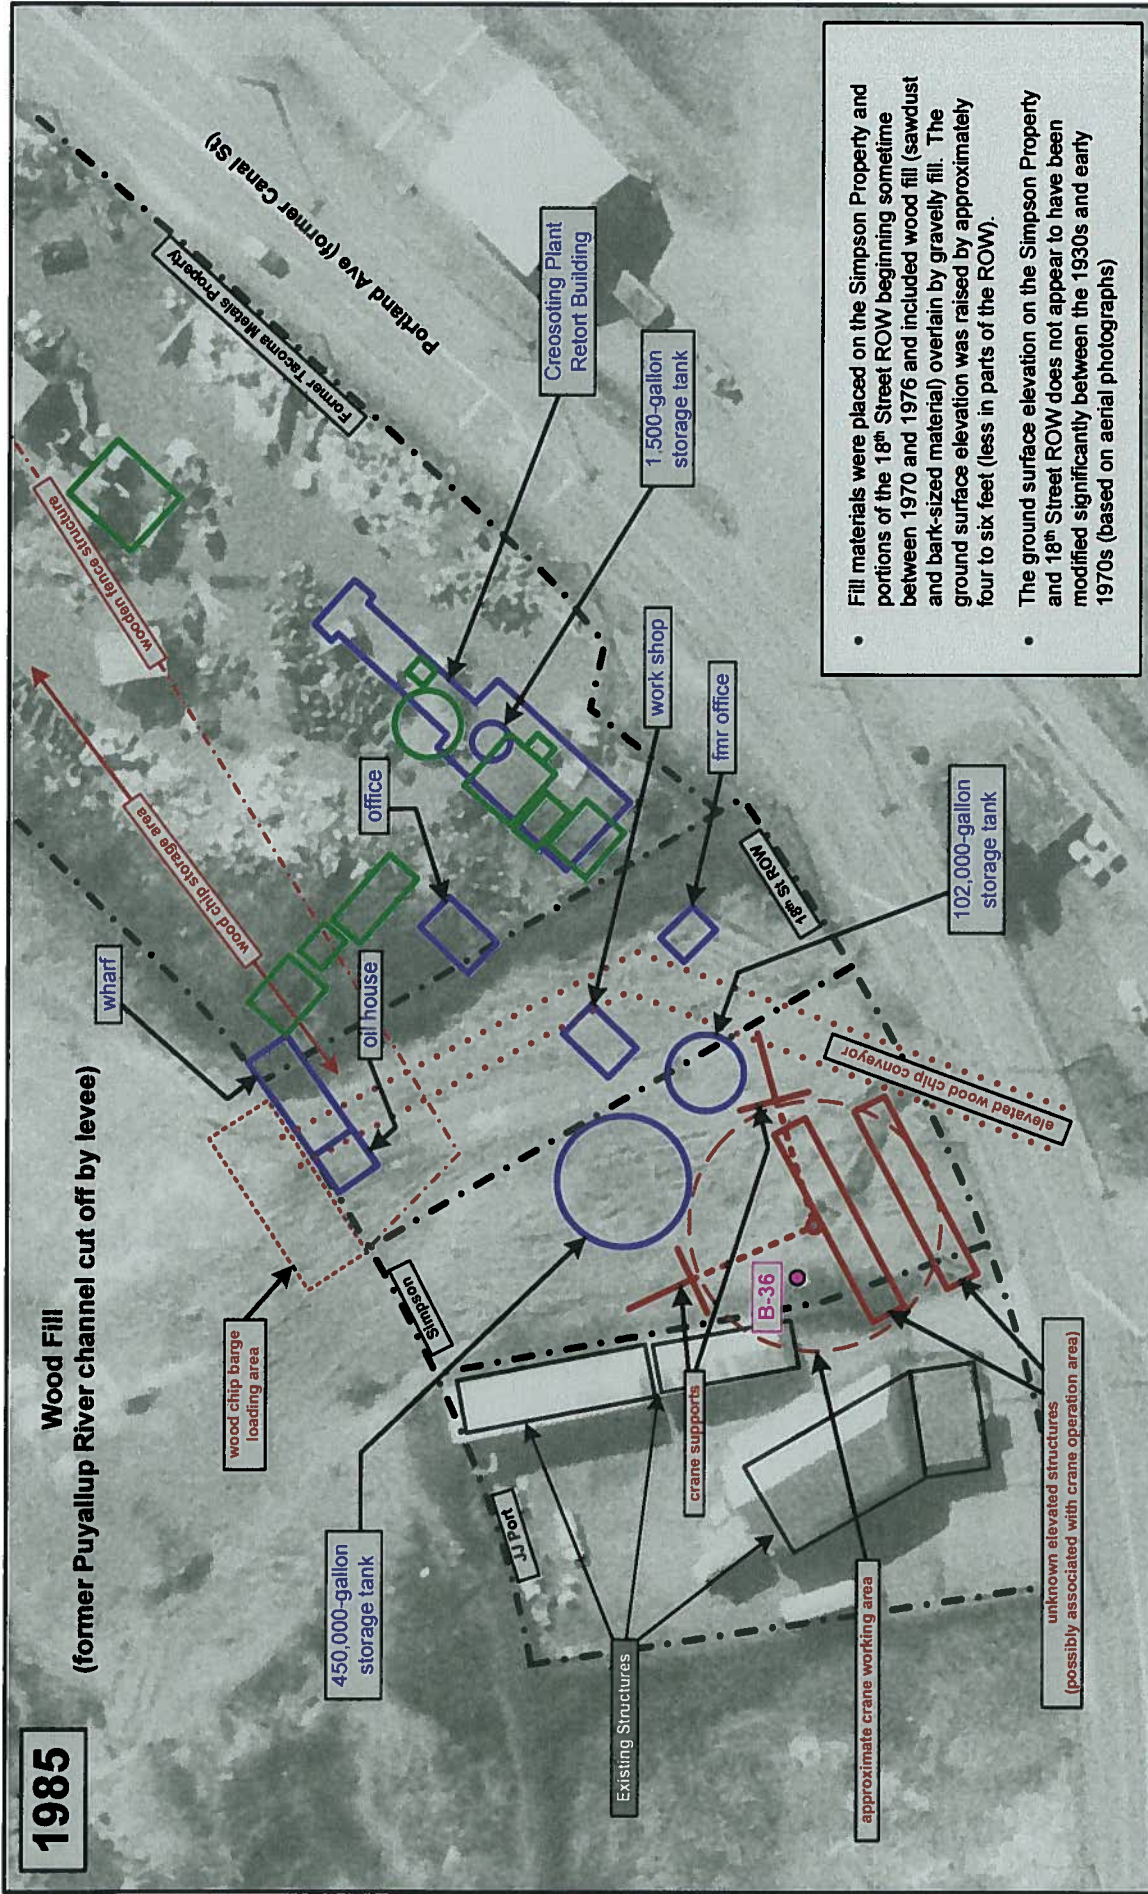 1985
Wood Fill
(former Puyallup River channel cut off by levee)
wood chip barge
loading area
wharf
oil house
wood chip storage area
wooden fence structure
office
Former Tacoma Metals Property
Portland Ave (former Canal St)
Creosoting Plant
Retort Building
1,500-gallon
storage tank
work shop
fmr office
18th St ROW
102,000-gallon
storage tank
elevated wood chip conveyor
450,000-gallon
storage tank
Simpson
JJ Port
B-36
crane supports
Existing Structures
approximate crane working area
unknown elevated structures
(possibly associated with crane operation area)
• Fill materials were placed on the Simpson Property and
portions of the 18th Street ROW beginning sometime
between 1970 and 1976 and included wood fill (sawdust
and bark-sized material) overlain by gravelly fill. The
ground surface elevation was raised by approximately
four to six feet (less in parts of the ROW).
• The ground surface elevation on the Simpson Property
and 18th Street ROW does not appear to have been
modified significantly between the 1930s and early
1970s (based on aerial photographs)